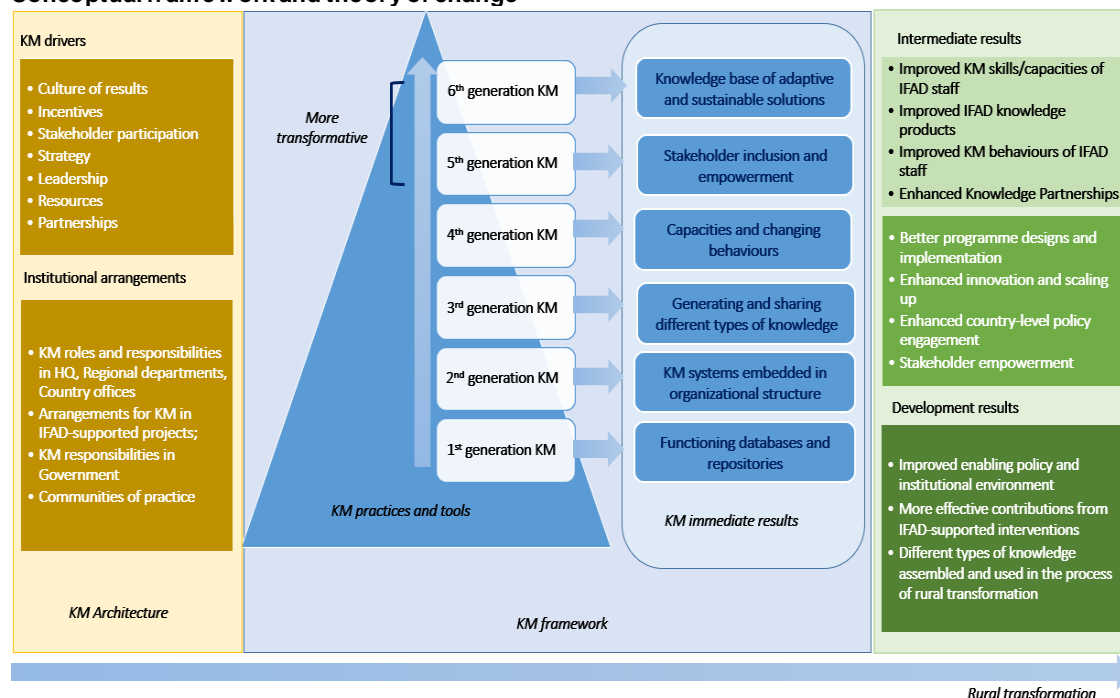 Conceptual framework and theory of change
KM drivers
• Culture of results
• Incentives
• Stakeholder participation
• Strategy
• Leadership
• Resources
• Partnerships
Institutional arrangements
• KM roles and responsibilities
in HQ, Regional departments,
Country offices
• Arrangements for KM in
IFAD-supported projects;
• KM responsibilities in
Government
• Communities of practice
KM Architecture
More
transformative
6th generation KM
5th generation KM
4th generation KM
3rd generation KM
2nd generation KM
1st generation KM
KM practices and tools
Knowledge base of adaptive
and sustainable solutions
Stakeholder inclusion and
empowerment
Capacities and changing
behaviours
Generating and sharing
different types of knowledge
KM systems embedded in
organizational structure
Functioning databases and
repositories
KM immediate results
KM framework
Intermediate results
• Improved KM skills/capacities of
IFAD staff
• Improved IFAD knowledge
products
• Improved KM behaviours of IFAD
staff
• Enhanced Knowledge Partnerships
• Better programme designs and
implementation
• Enhanced innovation and scaling
up
• Enhanced country-level policy
engagement
• Stakeholder empowerment
Development results
• Improved enabling policy and
institutional environment
• More effective contributions from
IFAD-supported interventions
• Different types of knowledge
assembled and used in the process
of rural transformation
Rural transformation